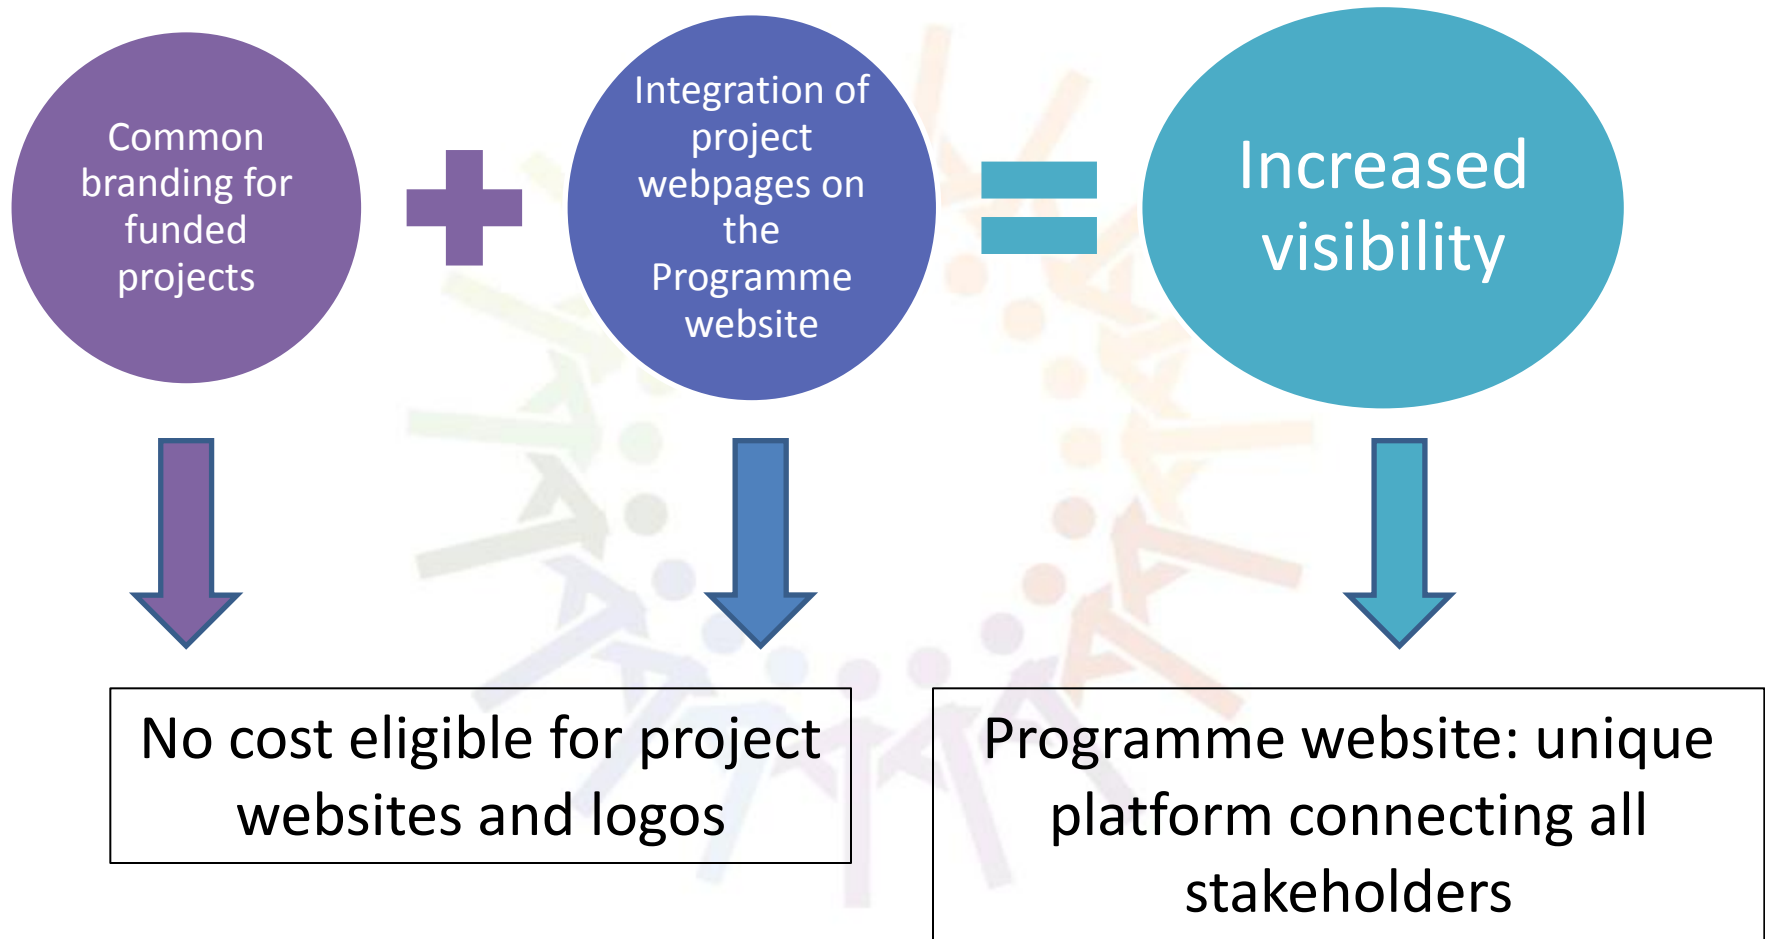 Common
branding for
funded
projects
Integration of
project
webpages on
the
Programme
website
Increased
visibility
No cost eligible for project
websites and logos
Programme website: unique
platform connecting all
stakeholders